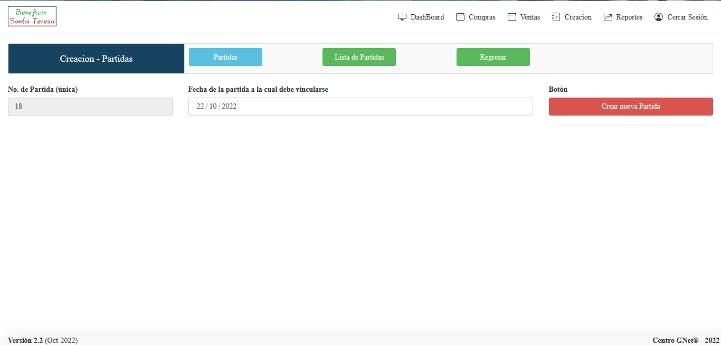 Beneficio
Santa Teresa
DashBoard
Compras
Ventas
Creacion
Reportes
Cerrar Sesión
Creacion - Partidas
Partidas
Lista de Partidas
Regresar
No. de Partida (única)
Fecha de la partida a la cual debe vincularse
Botón
18
22 / 10 / 2022
Crear nueva Partida
Versión 2.2 (Oct-2022)
Centro GNet® - 2022